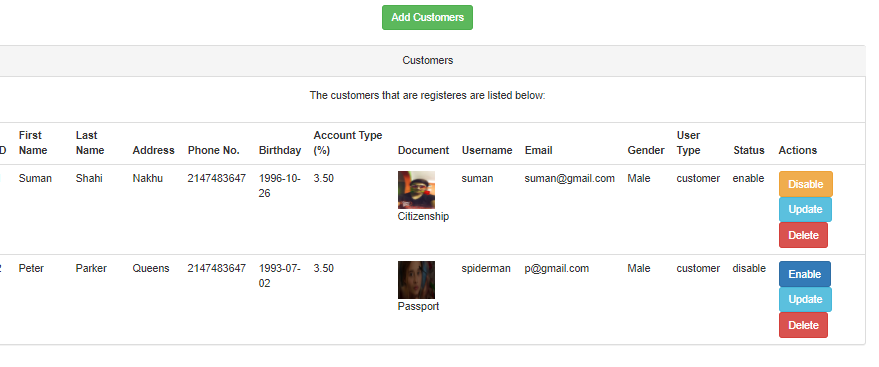 Add Customers
Customers
The customers that are registeres are listed below:
D First Name Last Name Address Phone No. Birthday Account Type (%) Document Username Email Gender User Type Status Actions
Suman Shahi Nakhu 2147483647 1996-10-26 3.50 Citizenship suman suman@gmail.com Male customer enable Disable
Update
Delete
2 Peter Parker Queens 2147483647 1993-07-02 3.50 Passport spiderman p@gmail.com Male customer disable Enable
Update
Delete